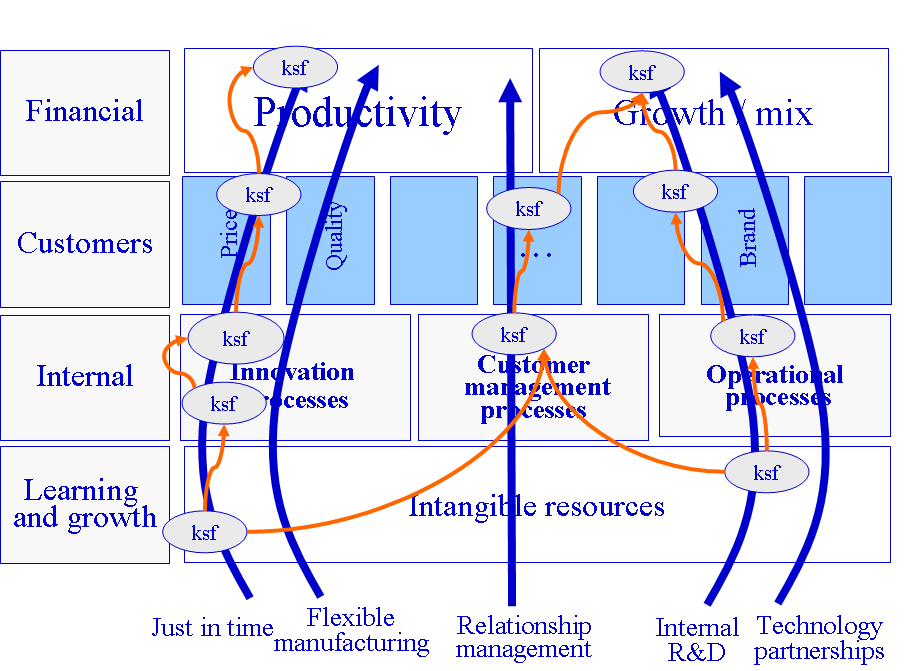 ksf
ksf
Financial
Productivity
Growth / mix
ksf
ksf
ksf
Customers
Price
Quality
...
Brand
ksf
ksf
ksf
Internal
Innovation
processes
Customer
management
processes
Operational
processes
ksf
Learning
and growth
ksf
ksf
Intangible resources
Just in time
Flexible
manufacturing
Relationship
management
Internal
R&D
Technology
partnerships